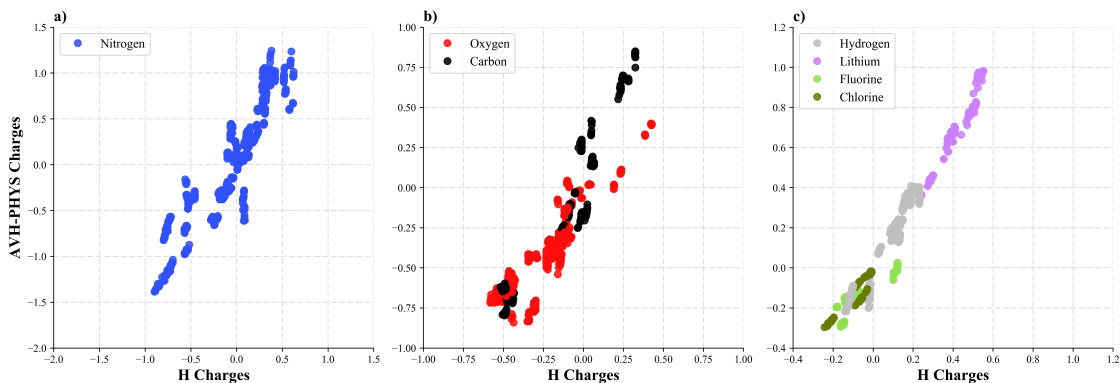 a)
Nitrogen
1.5
1.0
0.5
0.0
−0.5
−1.0
−1.5
−2.0
−2.0 −1.5 −1.0 −0.5 0.0 0.5 1.0 1.5
AVH-PHYS Charges
H Charges
b)
Oxygen
Carbon
1.00
0.75
0.50
0.25
0.00
−0.25
−0.50
−0.75
−1.00
−1.00 −0.75 −0.50 −0.25 0.00 0.25 0.50 0.75 1.00
H Charges
c)
Hydrogen
Lithium
Fluorine
Chlorine
1.2
1.0
0.8
0.6
0.4
0.2
0.0
−0.2
−0.4
−0.4 −0.2 0.0 0.2 0.4 0.6 0.8 1.0 1.2
H Charges